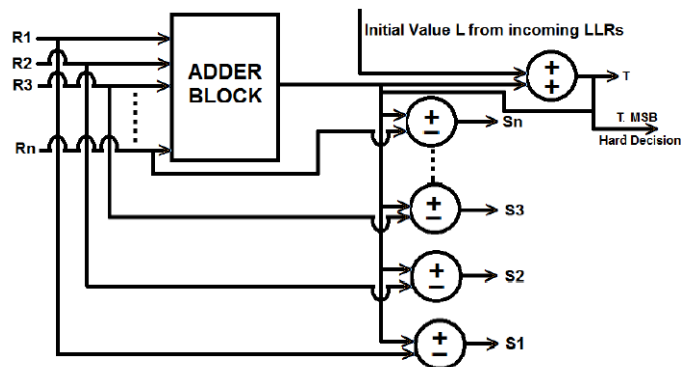 Initial Value L from incoming LLRs
R1
R2
R3
Rn
ADDER
BLOCK
+
+
T
T. MSB
Hard Decision
+
−
Sn
+
−
S3
+
−
S2
+
−
S1